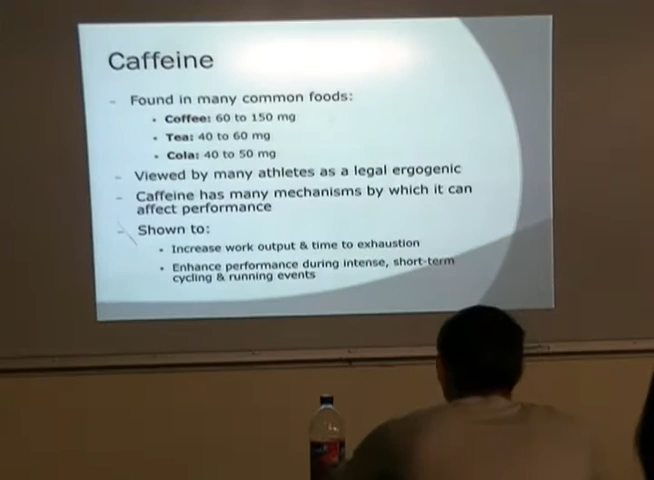 Caffeine
– Found in many common foods:
• Coffee: 60 to 150 mg
• Tea: 40 to 60 mg
• Cola: 40 to 50 mg
– Viewed by many athletes as a legal ergogenic
– Caffeine has many mechanisms by which it can
affect performance
– Shown to:
• Increase work output & time to exhaustion
• Enhance performance during intense, short-term
cycling & running events